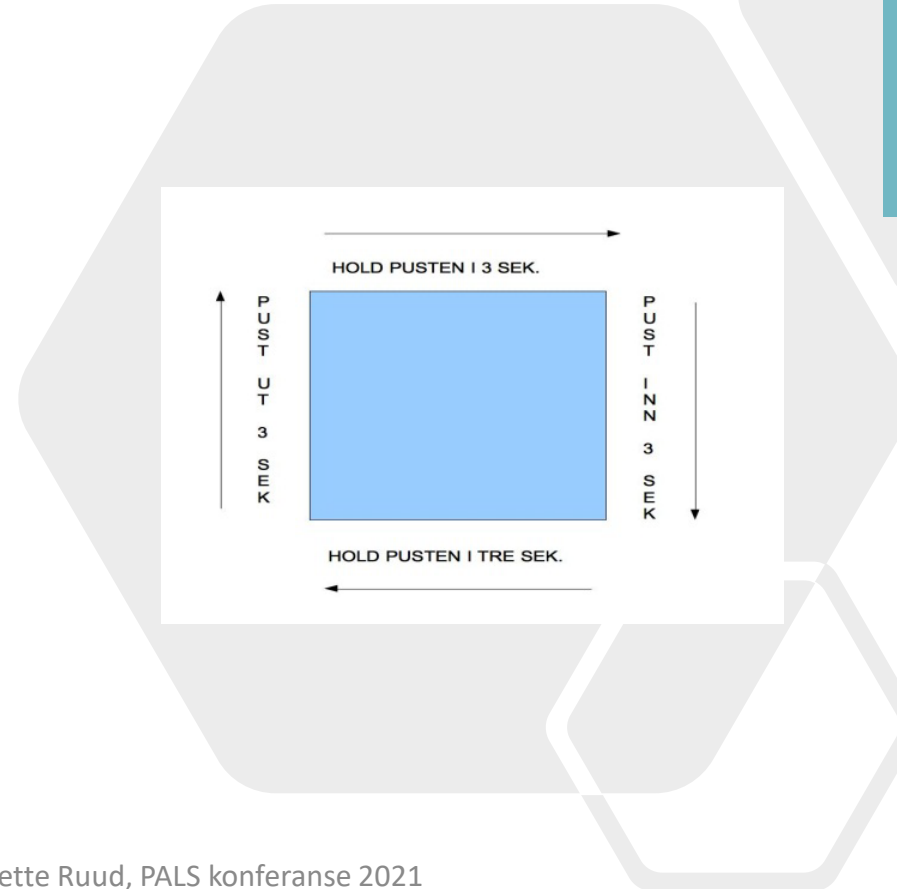 HOLD PUSTEN I 3 SEK.
PUST UT 3 SEK
PUST INN 3 SEK
HOLD PUSTEN I TRE SEK.
Ruud, PALS konferanse 2021